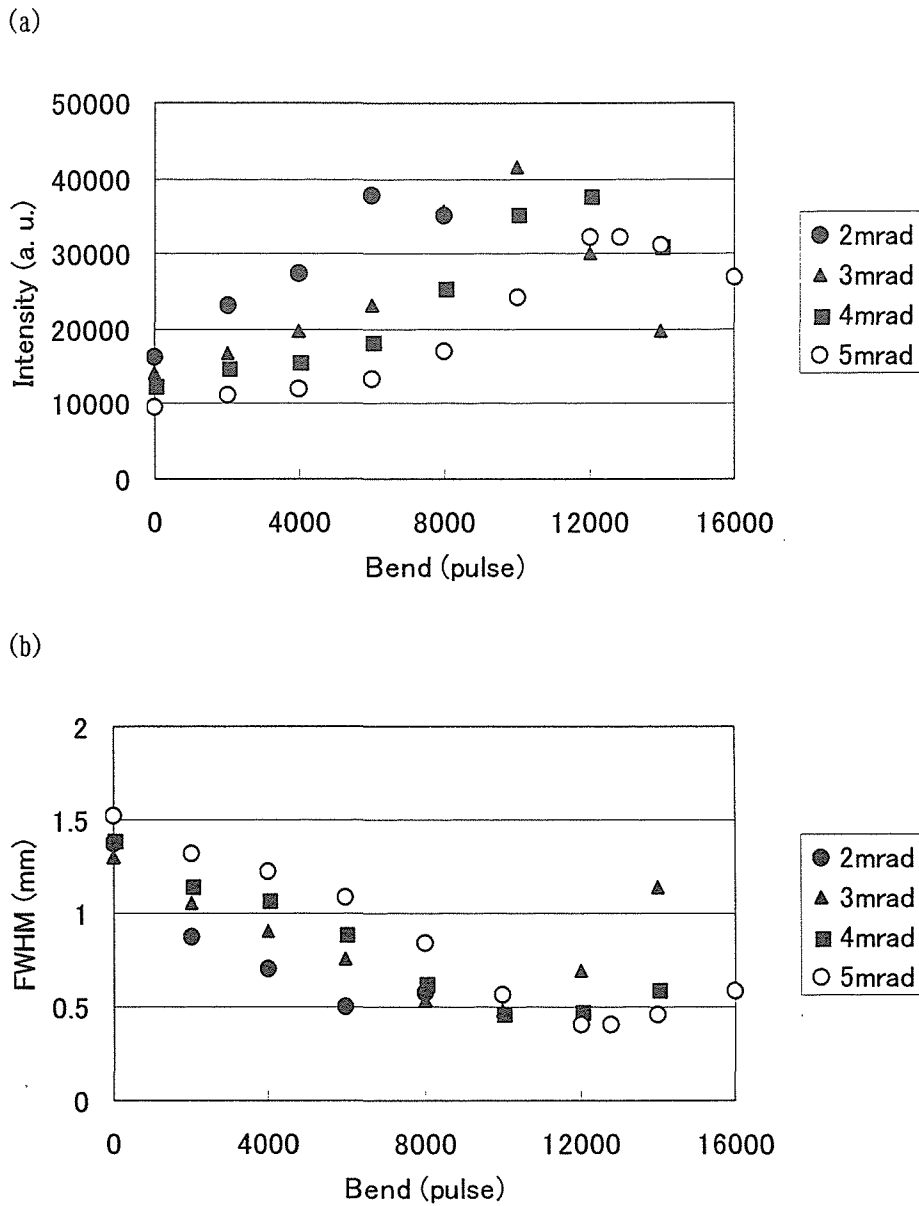 (a)
50000
40000
30000
20000
10000
0
Intensity (a. u.)
0 4000 8000 12000 16000
Bend (pulse)
2mrad
3mrad
4mrad
5mrad
(b)
2
1.5
1
0.5
0
FWHM (mm)
0 4000 8000 12000 16000
Bend (pulse)
2mrad
3mrad
4mrad
5mrad